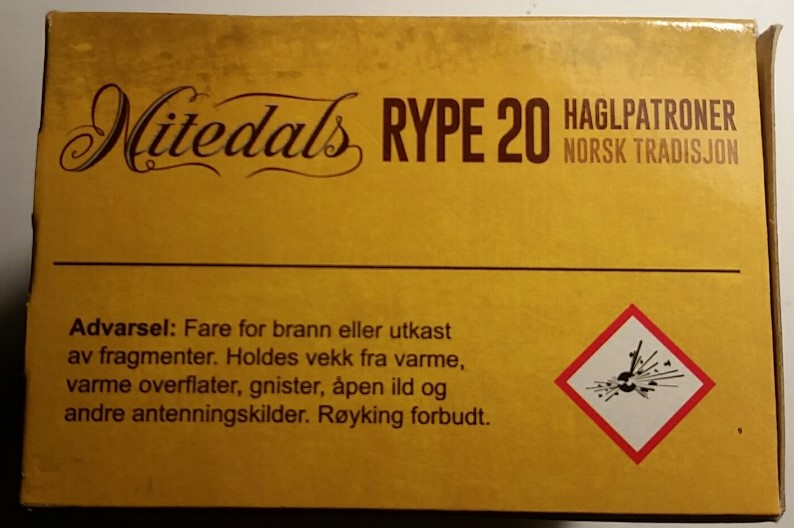 Nitedals RYPE 20 HAGLPATRONER
NORSK TRADISJON
Advarsel: Fare for brann eller utkast
av fragmenter. Holdes vekk fra varme,
varme overflater, gnister, åpen ild og
andre antenningskilder. Røyking forbudt.